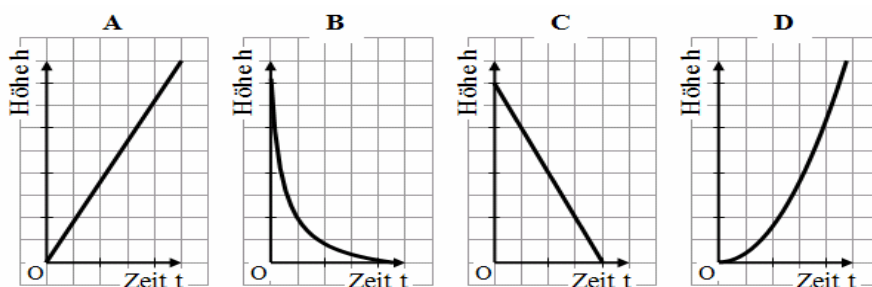 A
Höhe h
O
Zeit t
B
Höhe h
O
Zeit t
C
Höhe h
O
Zeit t
D
Höhe h
O
Zeit t